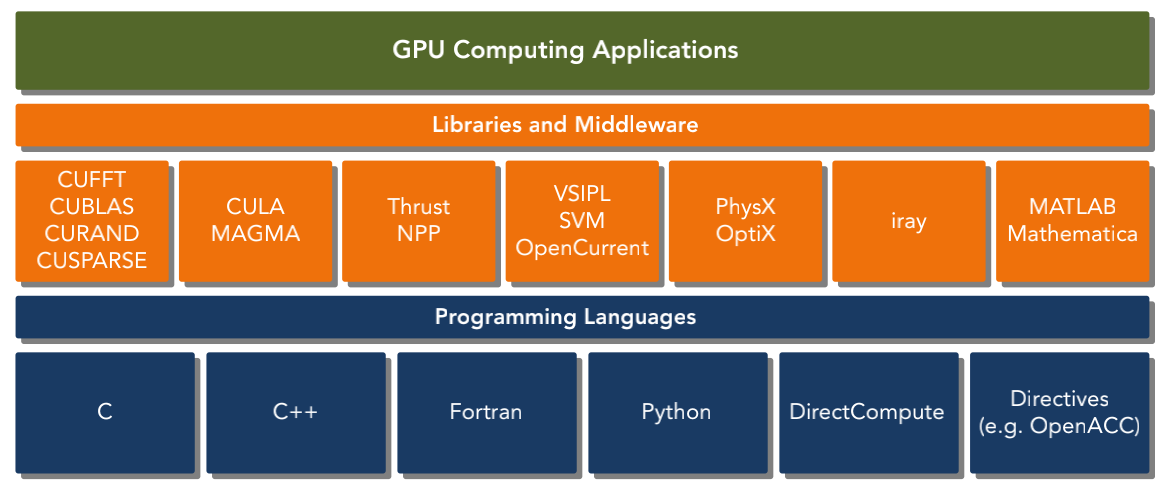 GPU Computing Applications
Libraries and Middleware
CUFFT
CUBLAS
CURAND
CUSPARSE
CULA
MAGMA
Thrust
NPP
VSIPL
SVM
OpenCurrent
PhysX
OptiX
iray
MATLAB
Mathematica
Programming Languages
C
C++
Fortran
Python
DirectCompute
Directives
(e.g. OpenACC)